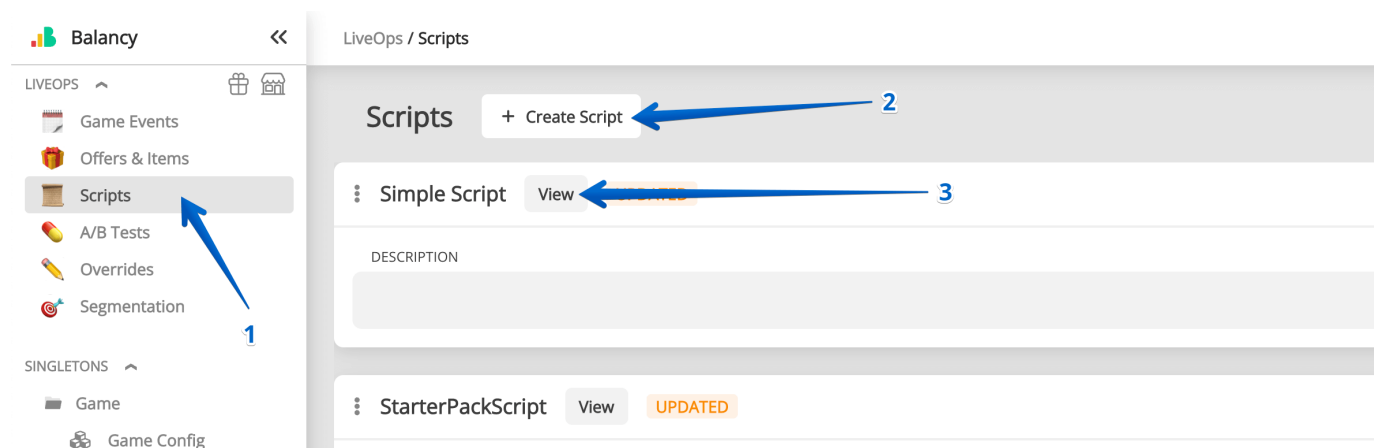 Balancy
LiveOps / Scripts
LIVEOPS
Game Events
Offers & Items
Scripts
A/B Tests
Overrides
Segmentation
1
SINGLETONS
Game
Game Config
Scripts
+ Create Script
2
Simple Script
View
UPDATED
3
DESCRIPTION
StarterPackScript
View
UPDATED